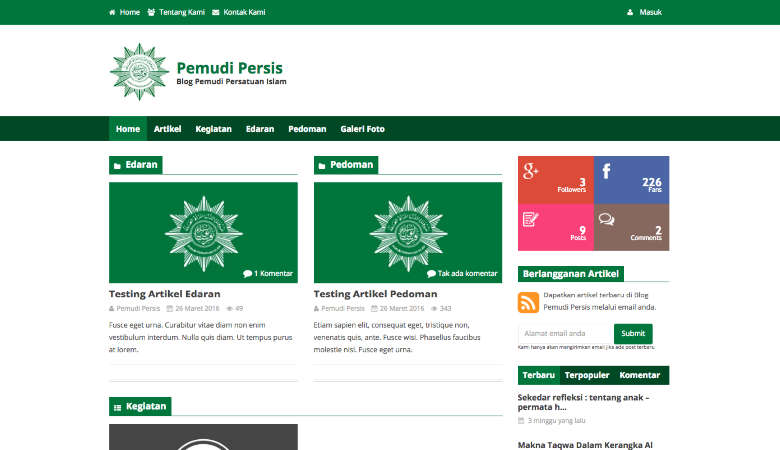 Home Tentang Kami Kontak Kami Masuk
Pemudi Persis
Blog Pemudi Persatuan Islam
Home Artikel Kegiatan Edaran Pedoman Galeri Foto
Edaran
1 Komentar
Testing Artikel Edaran
Pemudi Persis 26 Maret 2016 49
Fusce eget urna. Curabitur vitae diam non enim
vestibulum interdum. Nulla quis diam. Ut tempus purus
at lorem.
Pedoman
Tak ada komentar
Testing Artikel Pedoman
Pemudi Persis 26 Maret 2016 343
Etiam sapien elit, consequat eget, tristique non,
venenatis quis, ante. Fusce wisi. Phasellus faucibus
molestie nisl. Fusce eget urna.
Kegiatan
g+
3
Followers
f
226
Fans
9
Posts
2
Comments
Berlangganan Artikel
Dapatkan artikel terbaru di Blog
Pemudi Persis melalui email anda.
Alamat email anda Submit
Kami hanya akan mengirimkan email jika ada post terbaru
Terbaru Terpopuler Komentar
Sekedar refleksi : tentang anak –
permata h...
3 minggu yang lalu
Makna Taqwa Dalam Kerangka Al